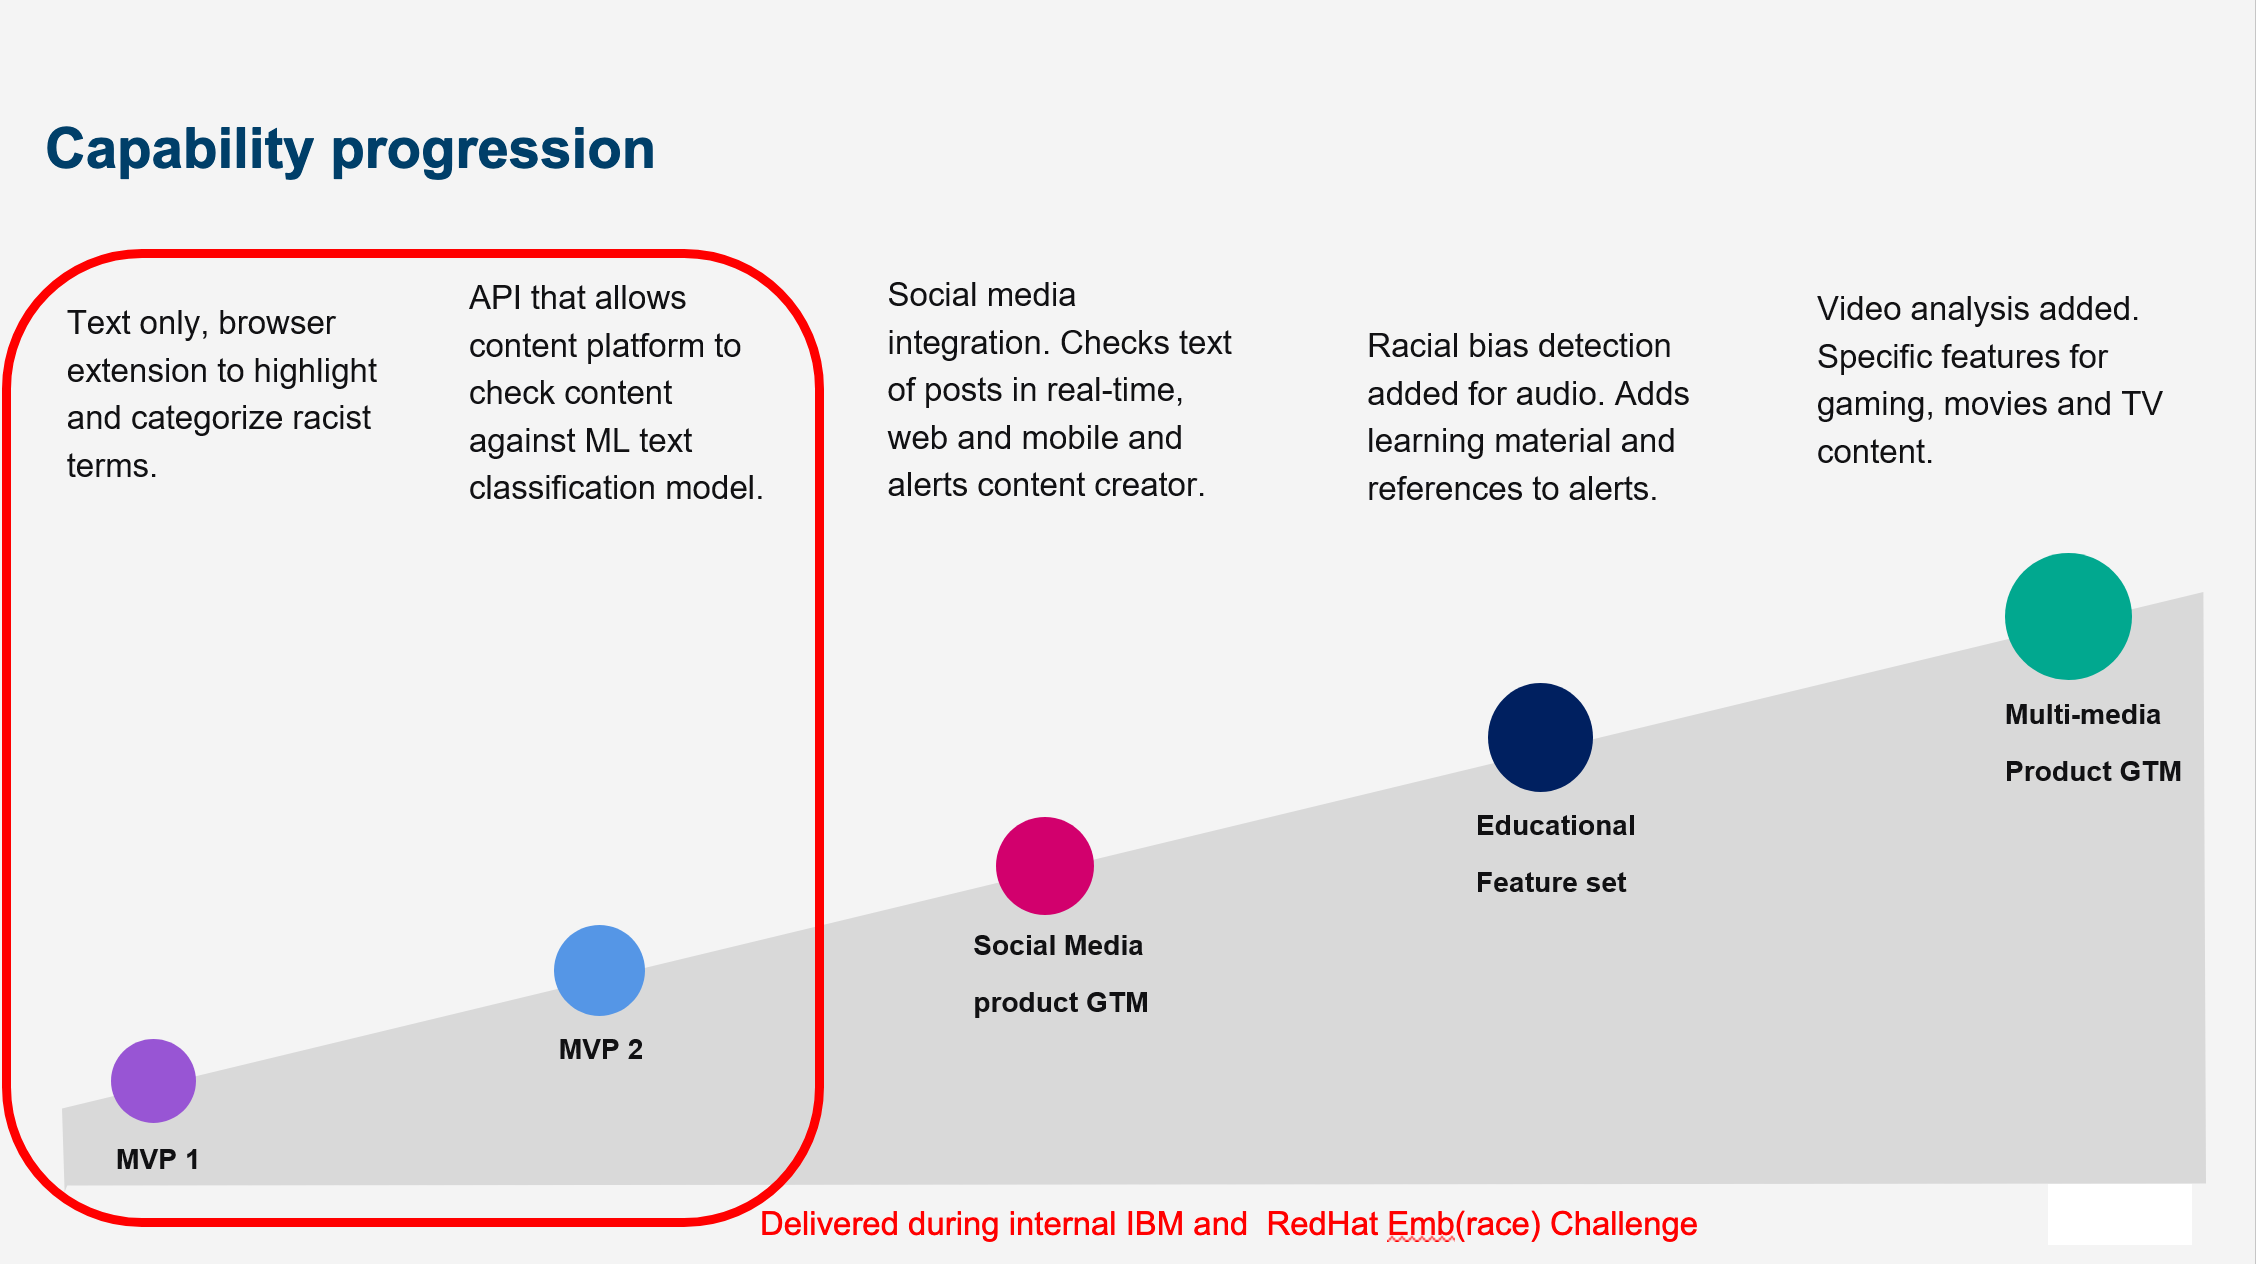 Capability progression
Text only, browser
extension to highlight
and categorize racist
terms.
API that allows
content platform to
check content
against ML text
classification model.
Social media
integration. Checks text
of posts in real-time,
web and mobile and
alerts content creator.
Racial bias detection
added for audio. Adds
learning material and
references to alerts.
Video analysis added.
Specific features for
gaming, movies and TV
content.
MVP 1
MVP 2
Social Media
product GTM
Educational
Feature set
Multi-media
Product GTM
Delivered during internal IBM and  RedHat Emb(race) Challenge